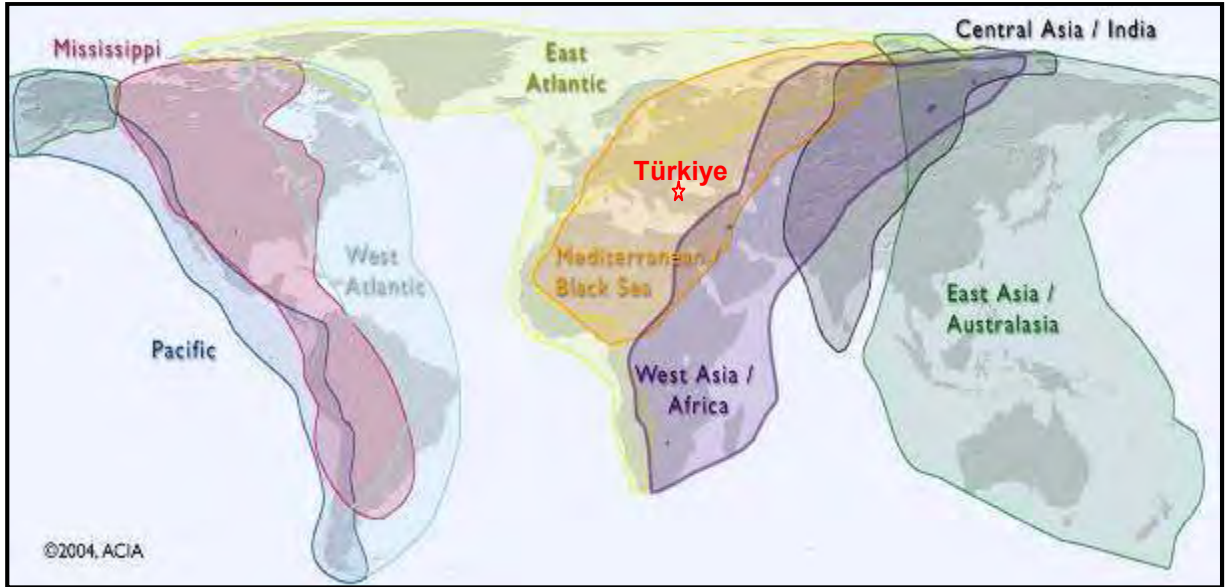 Central Asia / India
Mississippi
East
Atlantic
Türkiye
West
Atlantic
Mediterranean /
Black Sea
East Asia /
Australasia
Pacific
West Asia /
Africa
©2004, ACIA